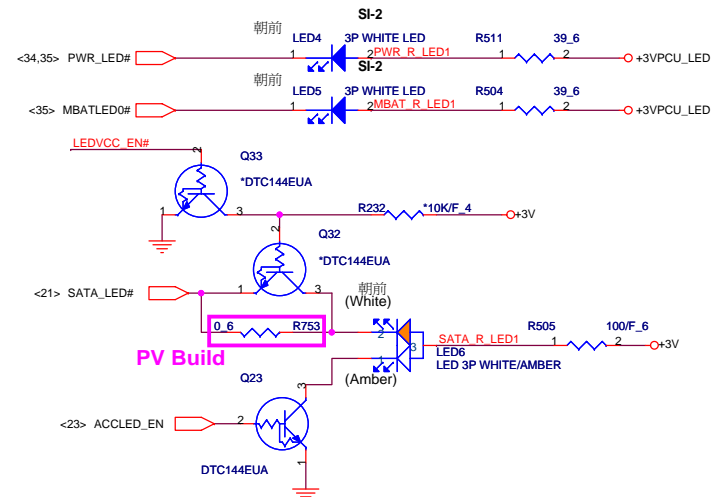 SI-2
朝前
LED4 3P WHITE LED R511 39_6
<34,35> PWR_LED# 1 2 PWR_R_LED1 1 2 +3VPCU_LED
SI-2
朝前
LED5 3P WHITE LED R504 39_6
<35> MBATLED0# 1 2 MBAT_R_LED1 1 2 +3VPCU_LED
LEDVCC_EN# 2
Q33
*DTC144EUA
1 3 R232 *10K/F_4 +3V
2 Q32
*DTC144EUA
<21> SATA_LED# 1 3
朝前
(White)
0_6 R753 2 SATA_R_LED1 R505 100/F_6
3 1 2 +3V
PV Build 1 LED6
LED 3P WHITE/AMBER
Q23 3 (Amber)
<23> ACCLED_EN 2
1
DTC144EUA